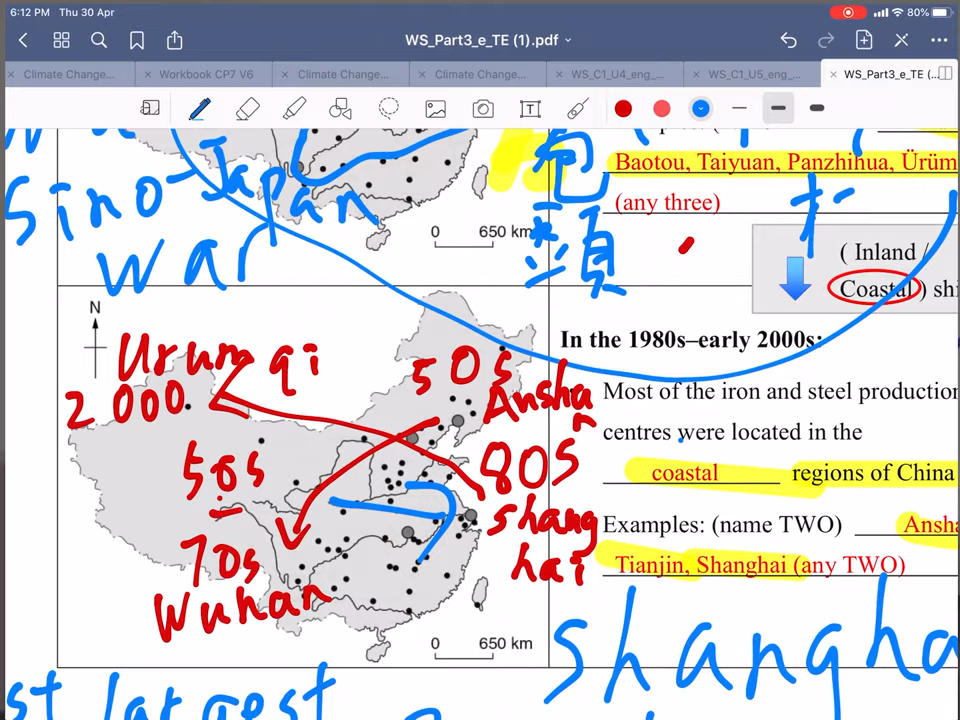 6:12 PM Thu 30 Apr
80%
WS_Part3_e_TE (1).pdf
Climate Change...
Workbook CP7 V6
Climate Change...
Climate Change...
WS_C1_U4_eng_...
WS_C1_U5_eng_...
WS_Part3_e_TE (...
T
Sino-Japan
War
0 650 km
包
頭
Baotou, Taiyuan, Panzhihua, Ürüm
(any three)
( Inland /
Coastal ) shi
N
Urumqi
2000
50s
Ansha
50s
80s
Shang
hai
70s
Wuhan
0 650 km
In the 1980s–early 2000s:
Most of the iron and steel production
centres were located in the
coastal regions of China
Examples: (name TWO) Ansha
Tianjin, Shanghai (any TWO)
Shangha
st largest